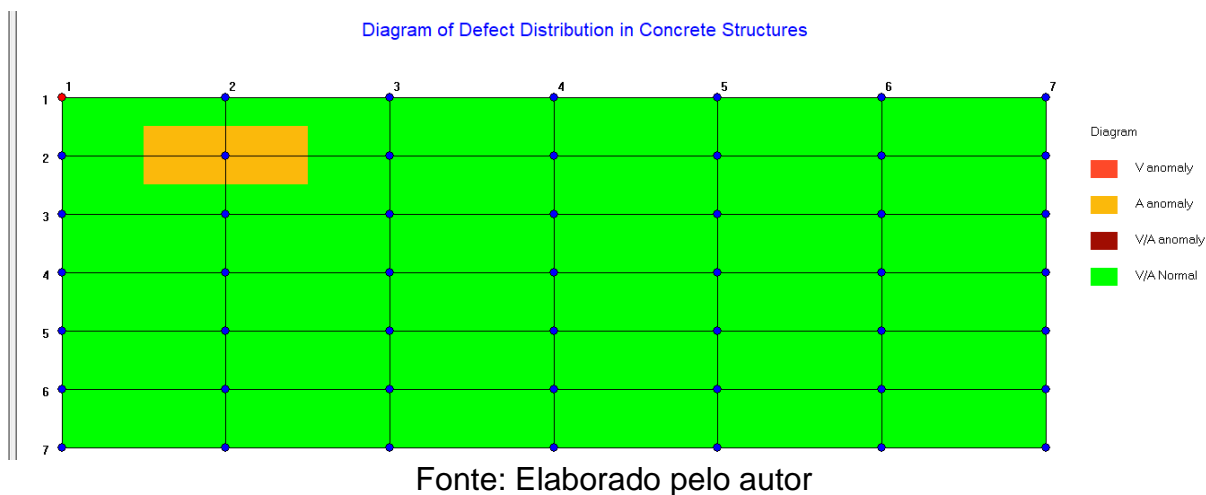 Diagram of Defect Distribution in Concrete Structures
1 2 3 4 5 6 7
1
2
3
4
5
6
7
Diagram
V anomaly
A anomaly
V/A anomaly
V/A Normal
Fonte: Elaborado pelo autor